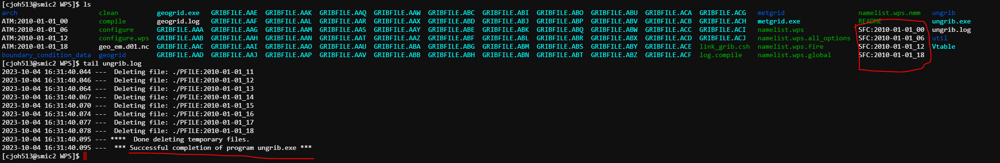 [cjoh513@smic2 WPS]$ ls
arch clean geogrid.exe GRIBFILE.AAE GRIBFILE.AAK GRIBFILE.AAQ GRIBFILE.AAW GRIBFILE.ABC GRIBFILE.ABI GRIBFILE.ABO GRIBFILE.ABU GRIBFILE.ACA GRIBFILE.ACG metgrid namelist.wps.nmm ungrib
ATM:2010-01-01_00 compile geogrid.log GRIBFILE.AAF GRIBFILE.AAL GRIBFILE.AAR GRIBFILE.AAX GRIBFILE.ABD GRIBFILE.ABJ GRIBFILE.ABP GRIBFILE.ABV GRIBFILE.ACB GRIBFILE.ACH metgrid.exe README ungrib.exe
ATM:2010-01-01_06 configure GRIBFILE.AAA GRIBFILE.AAG GRIBFILE.AAM GRIBFILE.AAS GRIBFILE.AAY GRIBFILE.ABE GRIBFILE.ABK GRIBFILE.ABQ GRIBFILE.ABW GRIBFILE.ACC GRIBFILE.ACI namelist.wps SFC:2010-01-01_00 ungrib.log
ATM:2010-01-01_12 configure.wps GRIBFILE.AAB GRIBFILE.AAH GRIBFILE.AAN GRIBFILE.AAT GRIBFILE.AAZ GRIBFILE.ABF GRIBFILE.ABL GRIBFILE.ABR GRIBFILE.ABX GRIBFILE.ACD GRIBFILE.ACJ namelist.wps.all_options SFC:2010-01-01_06 util
ATM:2010-01-01_18 geo_em.d01.nc GRIBFILE.AAC GRIBFILE.AAI GRIBFILE.AAO GRIBFILE.AAU GRIBFILE.ABA GRIBFILE.ABG GRIBFILE.ABM GRIBFILE.ABS GRIBFILE.ABY GRIBFILE.ACE link_grib.csh namelist.wps.fire SFC:2010-01-01_12 Vtable
boundary_condition_data geogrid GRIBFILE.AAD GRIBFILE.AAJ GRIBFILE.AAP GRIBFILE.AAV GRIBFILE.ABB GRIBFILE.ABH GRIBFILE.ABN GRIBFILE.ABT GRIBFILE.ABZ GRIBFILE.ACF log.compile namelist.wps.global SFC:2010-01-01_18
[cjoh513@smic2 WPS]$ tail ungrib.log
2023-10-04 16:31:40.044 --- Deleting file: ./PFILE:2010-01-01_11
2023-10-04 16:31:40.046 --- Deleting file: ./PFILE:2010-01-01_12
2023-10-04 16:31:40.064 --- Deleting file: ./PFILE:2010-01-01_13
2023-10-04 16:31:40.067 --- Deleting file: ./PFILE:2010-01-01_14
2023-10-04 16:31:40.070 --- Deleting file: ./PFILE:2010-01-01_15
2023-10-04 16:31:40.074 --- Deleting file: ./PFILE:2010-01-01_16
2023-10-04 16:31:40.077 --- Deleting file: ./PFILE:2010-01-01_17
2023-10-04 16:31:40.078 --- Deleting file: ./PFILE:2010-01-01_18
2023-10-04 16:31:40.095 --- **** Done deleting temporary files.
2023-10-04 16:31:40.095 --- *** Successful completion of program ungrib.exe ***
[cjoh513@smic2 WPS]$